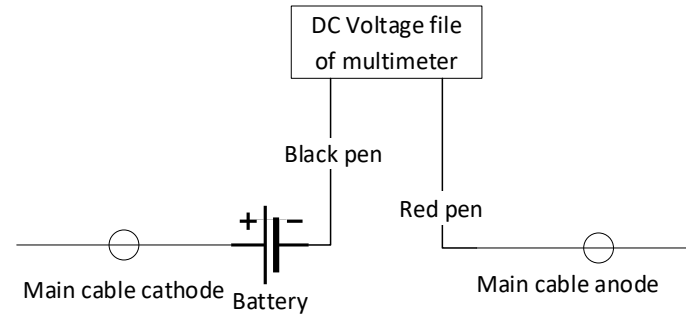 DC Voltage file
of multimeter
Black pen
Red pen
+ −
Main cable cathode
Battery
Main cable anode